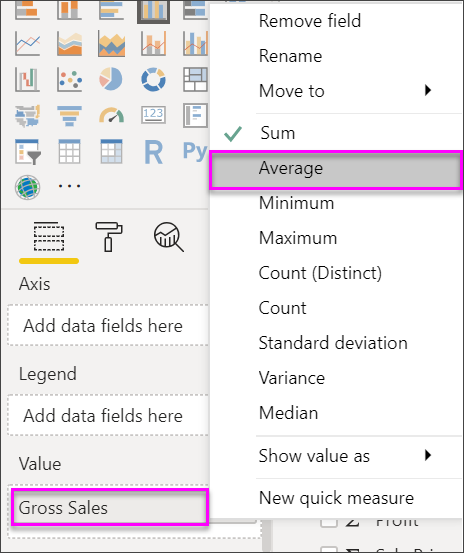 Remove field
Rename
Move to
Sum
Average
Minimum
Maximum
Count (Distinct)
Count
Standard deviation
Variance
Median
Show value as
New quick measure
123
R
Py
Axis
Add data fields here
Legend
Add data fields here
Value
Gross Sales
Profit